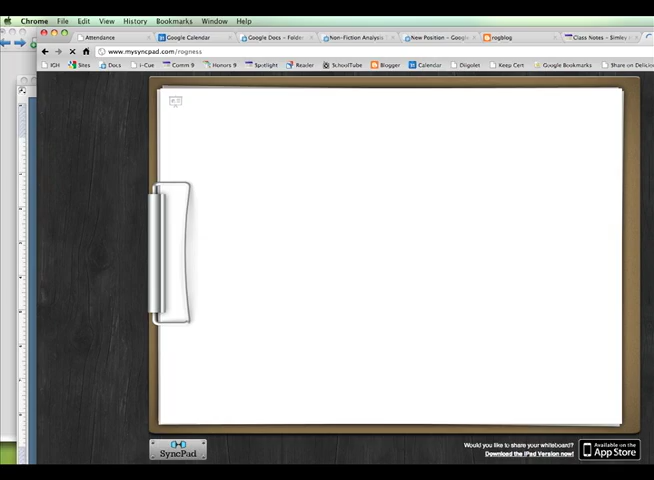 Chrome File Edit View History Bookmarks Window Help
Attendance Google Calendar Google Docs – Folder Non-Fiction Analysis New Position – Google rogblog Class Notes – Simley
www.mysyncpad.com/rogness
IGH Sites Docs i-Cue Comm 9 Honors 9 Spotlight Reader SchoolTube Blogger Calendar Diigolet Keep Cert Google Bookmarks Share on Delicio
SyncPad
Would you like to share your whiteboard?
Download the iPad Version now!
Available on the
App Store